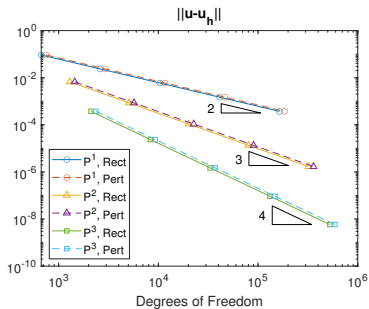 ||u-u_h||
10^0
10^-2
10^-4
10^-6
10^-8
10^-10
2
3
4
P^1, Rect
P^1, Pert
P^2, Rect
P^2, Pert
P^3, Rect
P^3, Pert
10^3 10^4 10^5 10^6
Degrees of Freedom